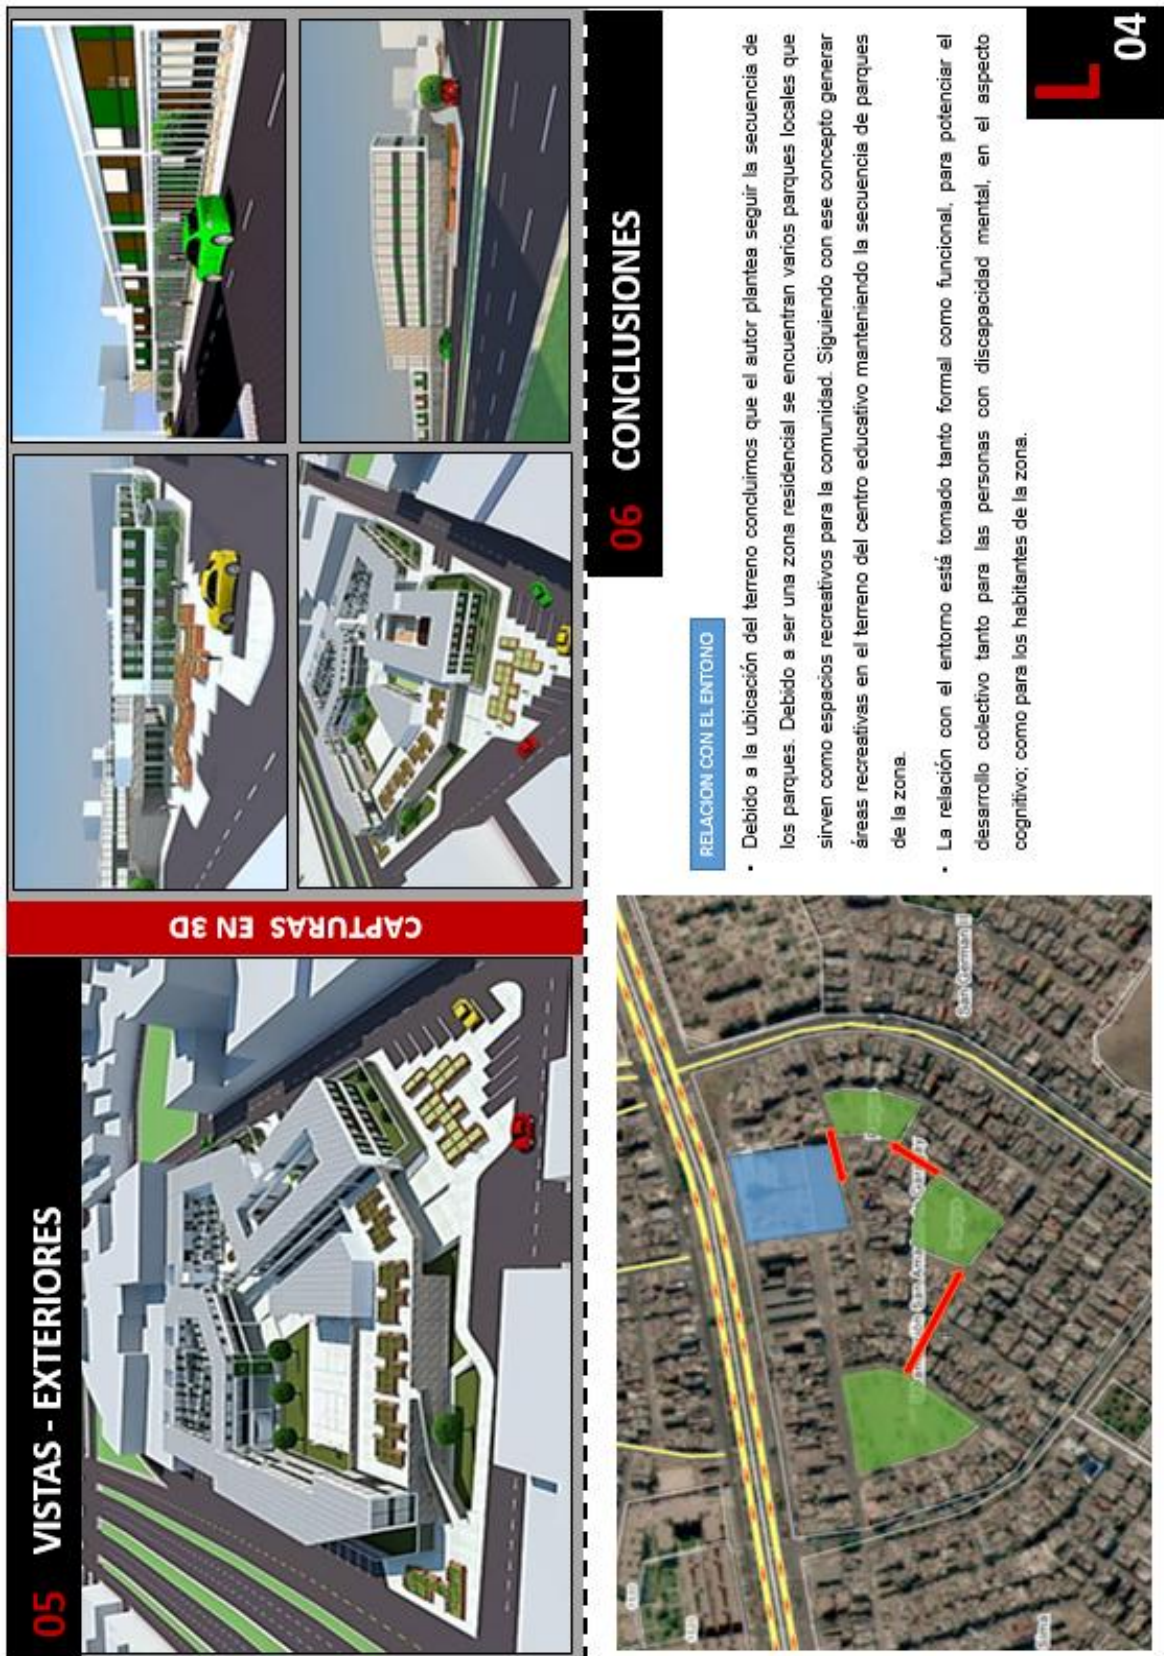 05 VISTAS - EXTERIORES
CAPTURAS EN 3D
06 CONCLUSIONES
RELACION CON EL ENTONO
• Debido a la ubicación del terreno concluimos que el autor plantea seguir la secuencia de
los parques. Debido a ser una zona residencial se encuentran varios parques locales que
sirven como espacios recreativos para la comunidad. Siguiendo con ese concepto generar
áreas recreativas en el terreno del centro educativo manteniendo la secuencia de parques
de la zona.
• La relación con el entorno está tomado tanto formal como funcional, para potenciar el
desarrollo colectivo tanto para las personas con discapacidad mental, en el aspecto
cognitivo; como para los habitantes de la zona.
San German
L
04